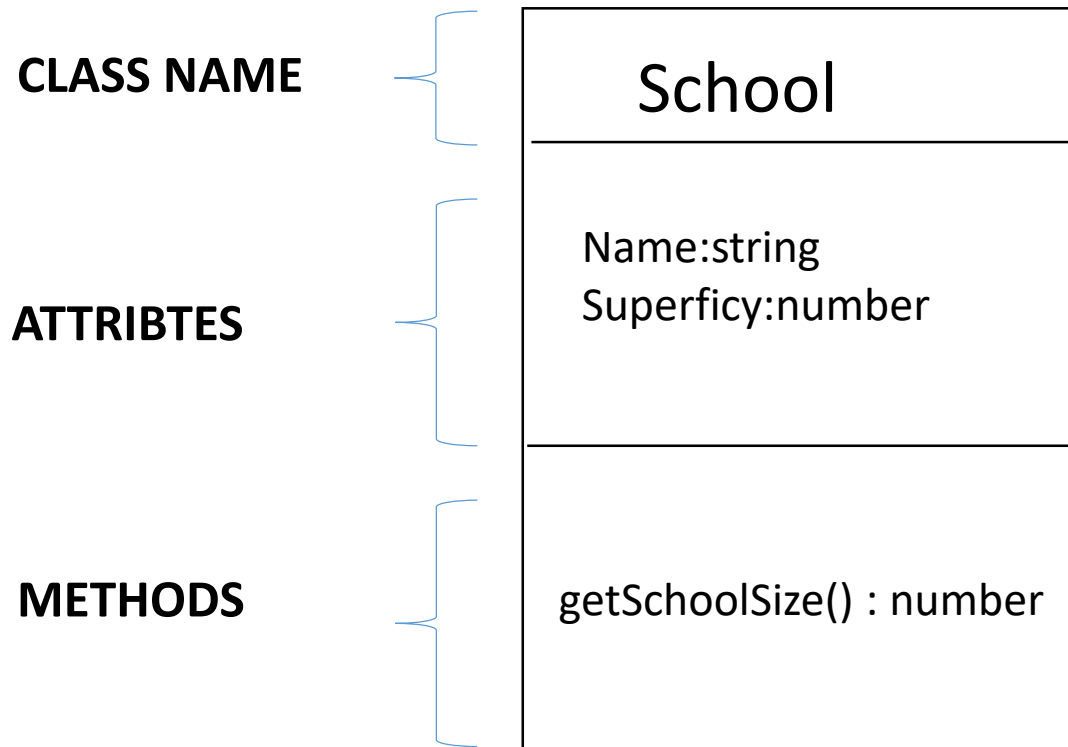 CLASS NAME
School
ATTRIBTES
Name:string
Superficy:number
METHODS
getSchoolSize() : number